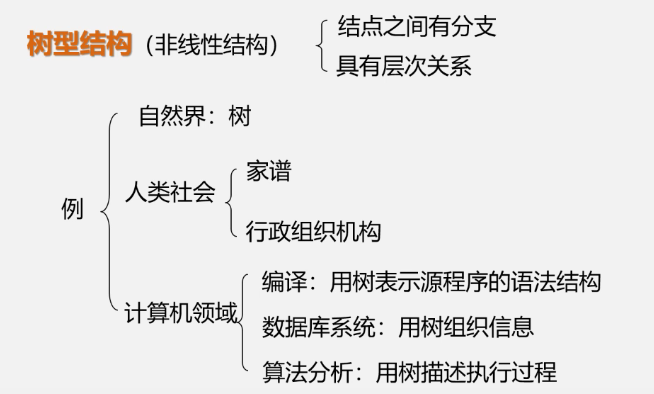 树型结构（非线性结构）
结点之间有分支
具有层次关系
例
自然界：树
人类社会
家谱
行政组织机构
计算机领域
编译：用树表示源程序的语法结构
数据库系统：用树组织信息
算法分析：用树描述执行过程